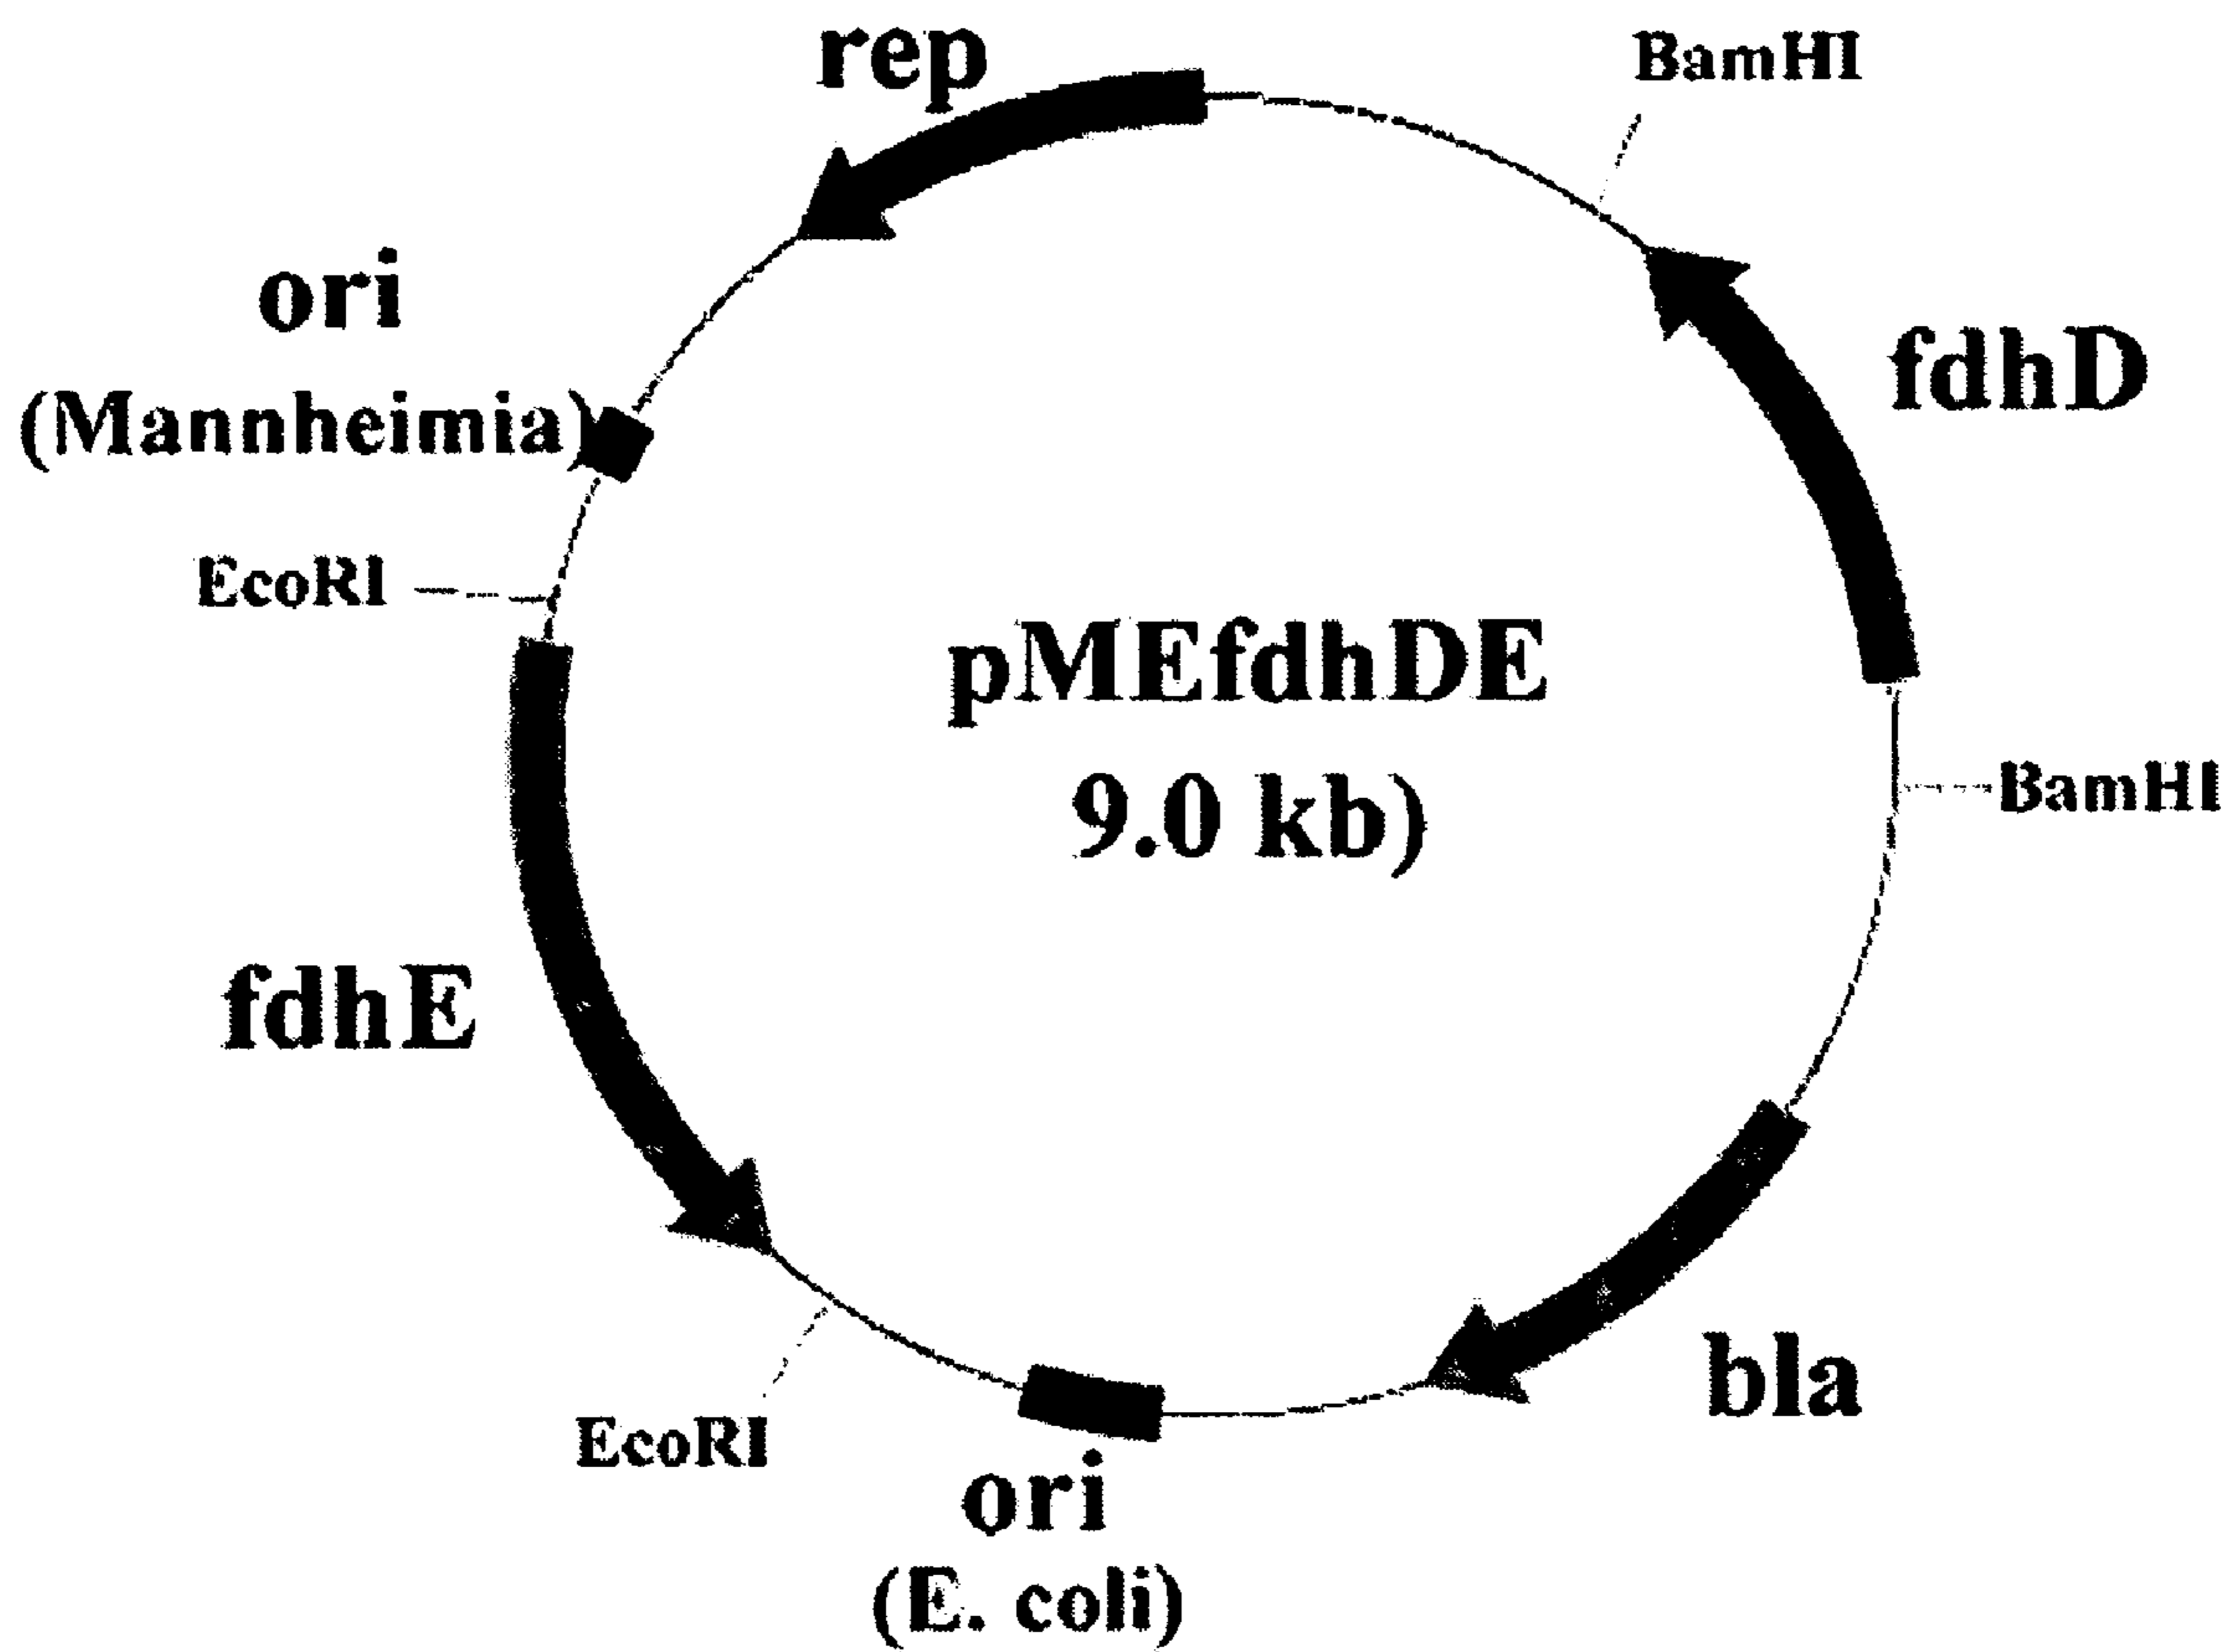 rep
BamHI
ori
(Mannheimia)
fdhD
EcoRI
pMEfdhDE
9.0 kb)
BamHI
fdhE
bla
EcoRI
ori
(E. coli)